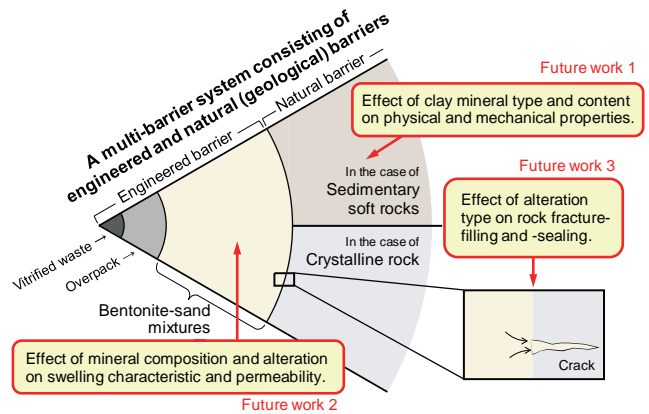 A multi-barrier system consisting of
engineered and natural (geological) barriers
Engineered barrier
Natural barrier
Future work 1
Effect of clay mineral type and content
on physical and mechanical properties.
In the case of
Sedimentary
soft rocks
Future work 3
Effect of alteration
type on rock fracture-
filling and -sealing.
In the case of
Crystalline rock
Vitrified waste
Overpack
Bentonite-sand
mixtures
Crack
Effect of mineral composition and alteration
on swelling characteristic and permeability.
Future work 2